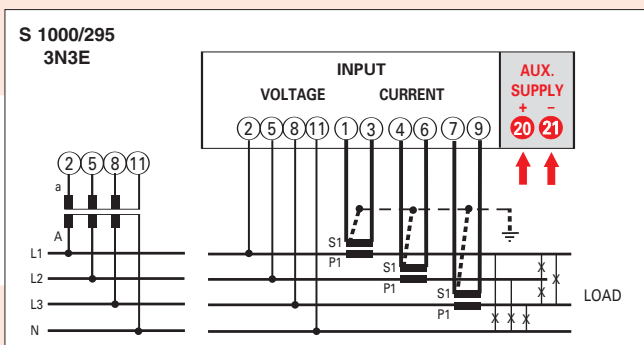 S 1000/295
3N3E
INPUT
VOLTAGE CURRENT
AUX.
SUPPLY
+ −
2 5 8 11 1 3 4 6 7 9 20 21
2 5 8 11
a
A
S1
P1
S1
P1
S1
P1
L1
L2
L3
N
X
X X
X X X
LOAD